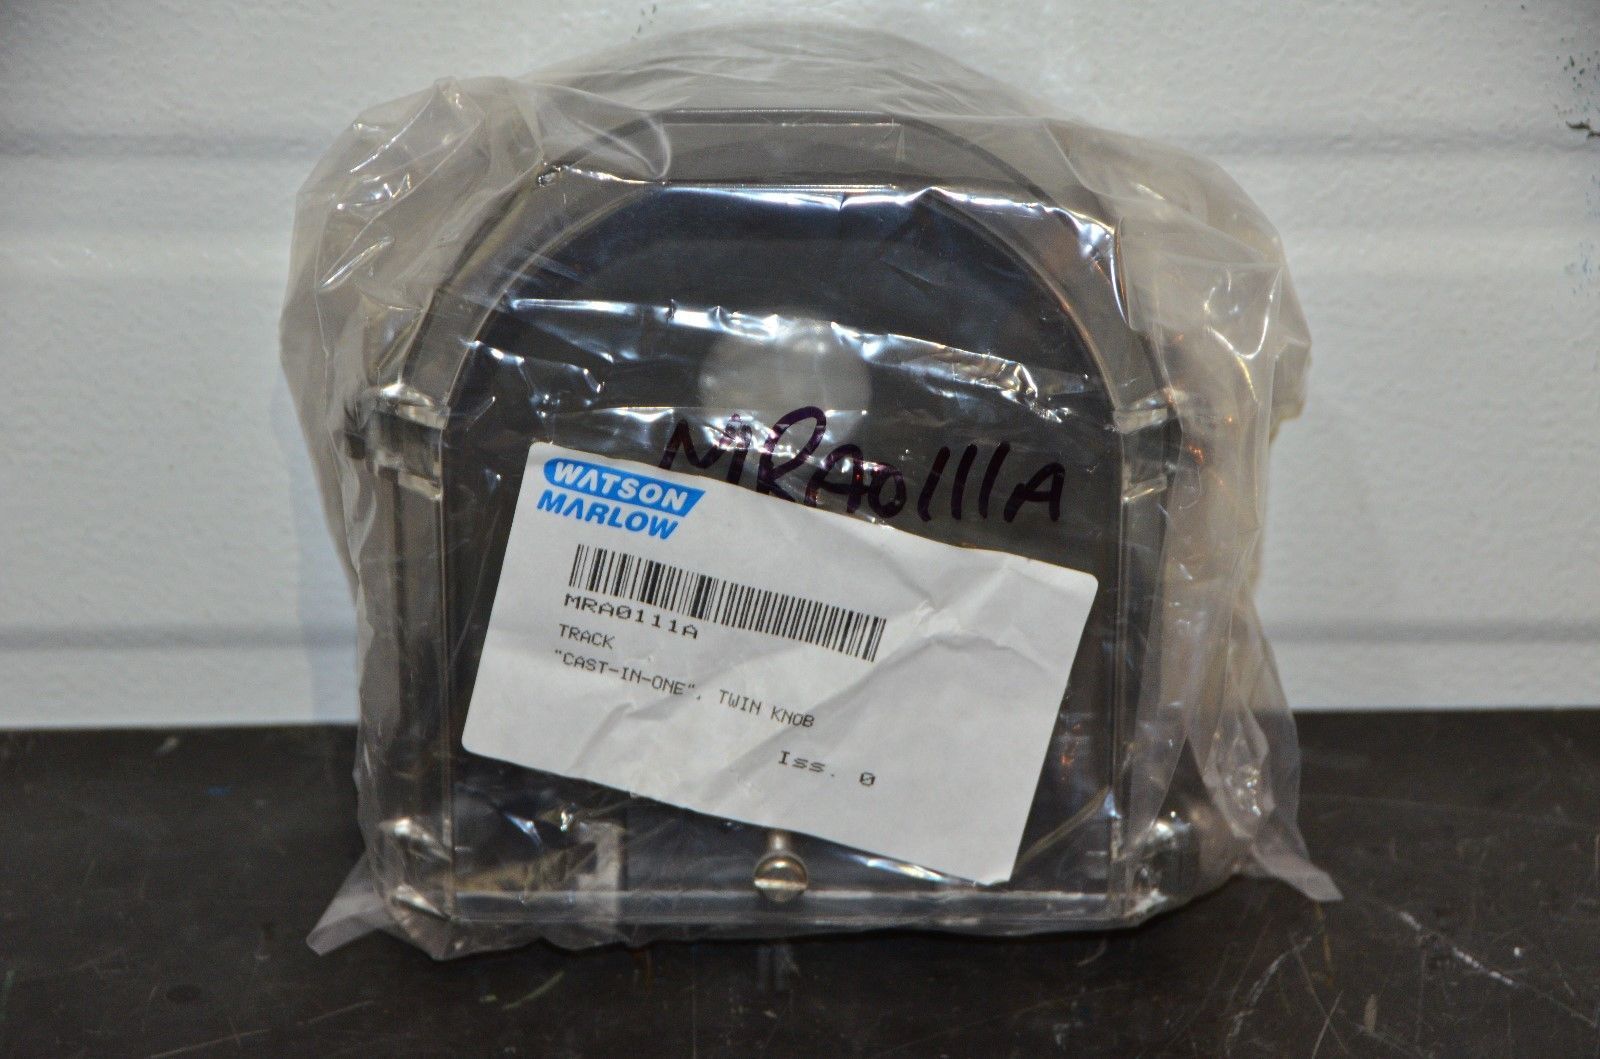 MRA0111A
WATSON
MARLOW
MRA0111A
TRACK
"CAST-IN-ONE", TWIN KNOB
Iss. 0